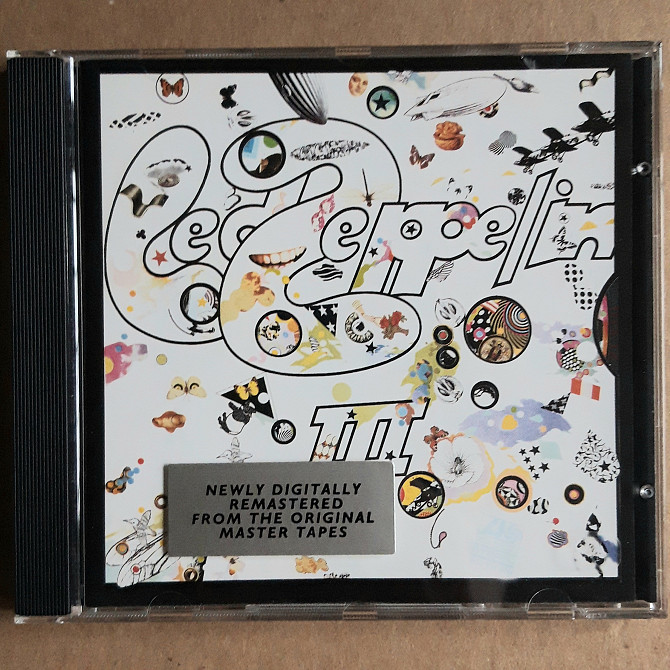 Led Zeppelin
III
NEWLY DIGITALLY
REMASTERED
FROM THE ORIGINAL
MASTER TAPES